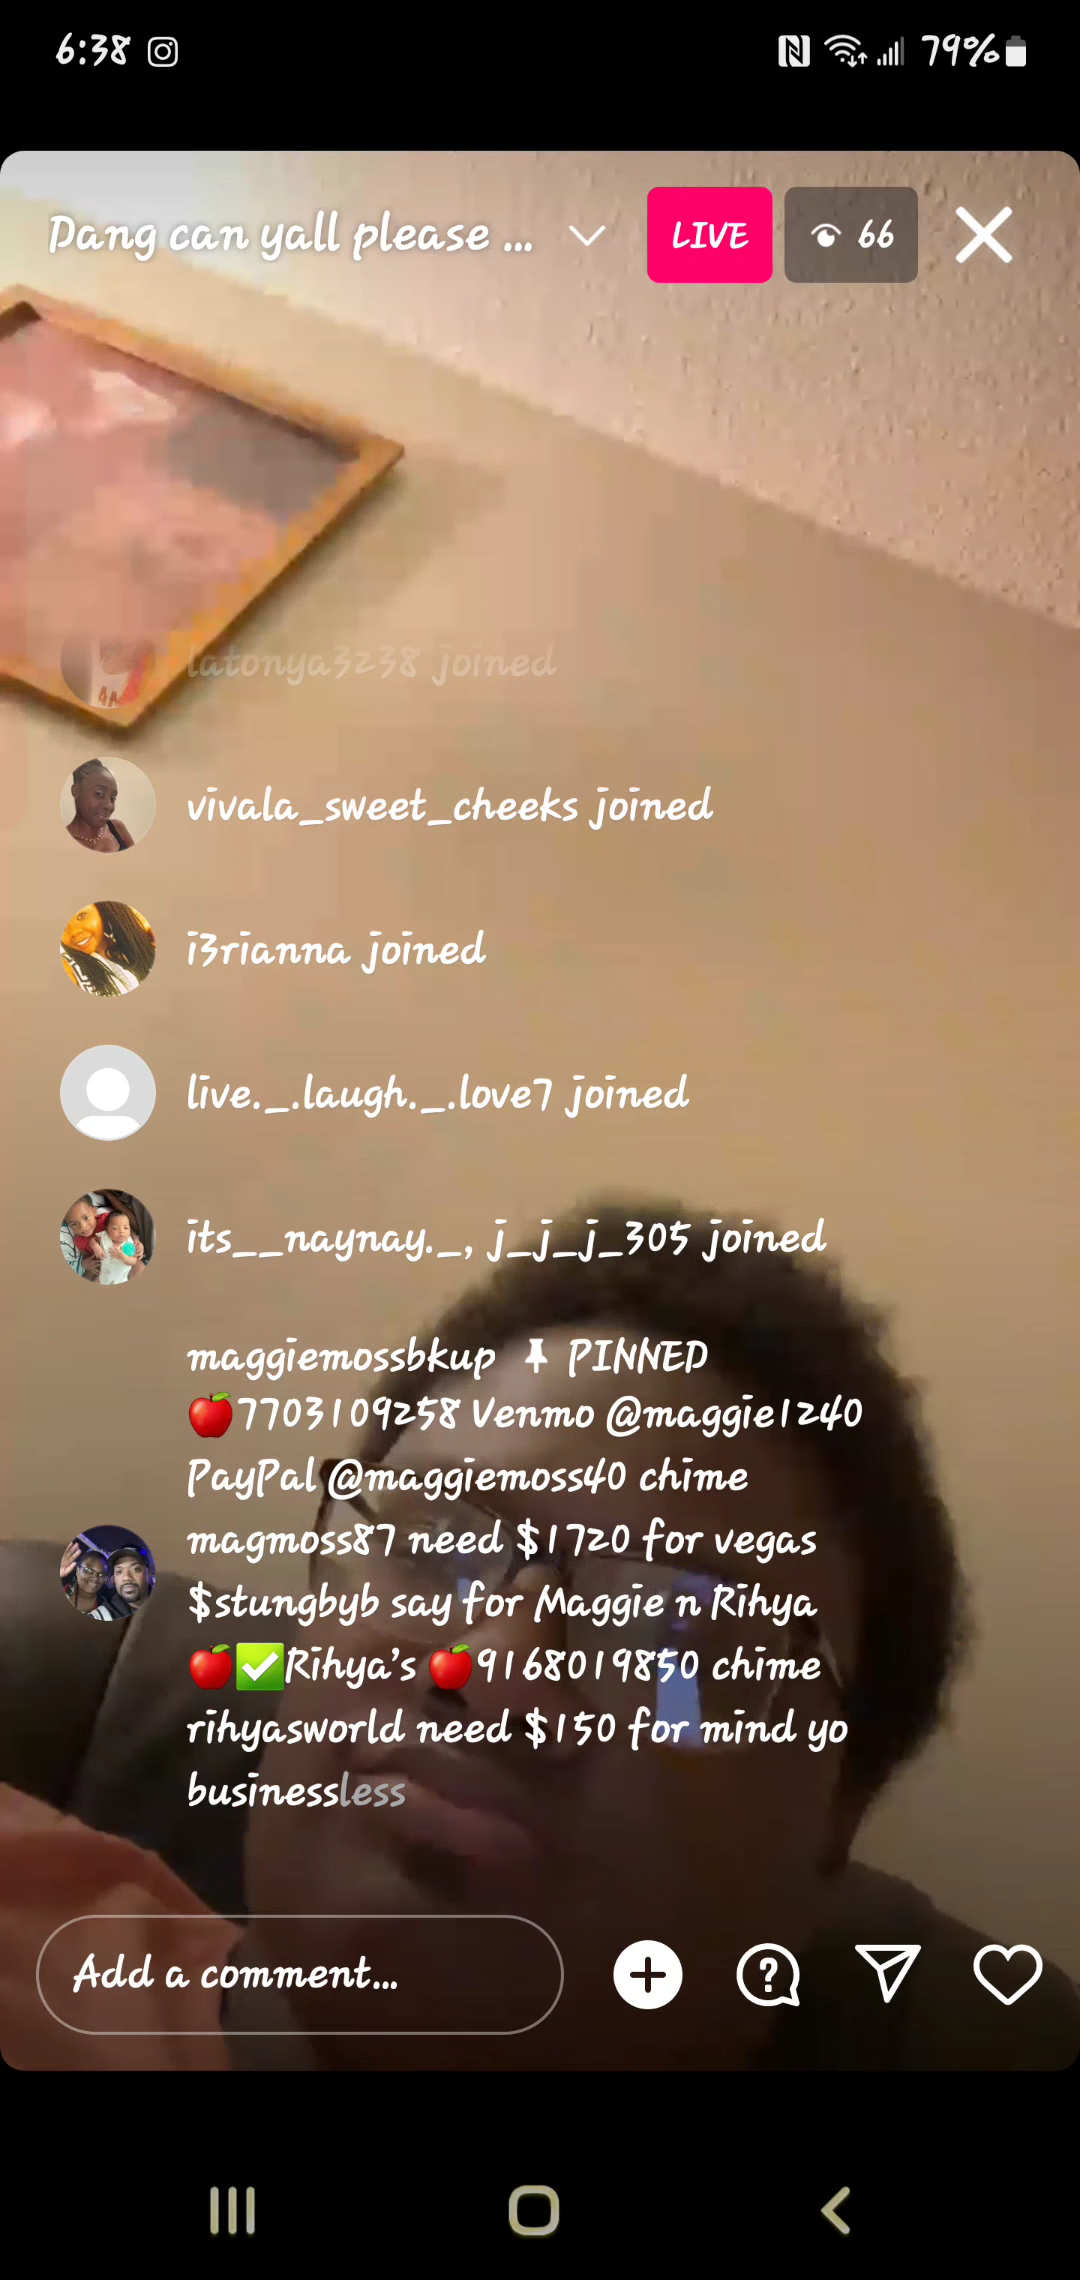 6:38 79%
Dang can yall please ... LIVE 66
latonya3238 joined
vivala_sweet_cheeks joined
i3rianna joined
live._.laugh._.love7 joined
its__naynay._, j_j_j_305 joined
maggiemossbkup 📌 PINNED
🍎7703109258 Venmo @maggie1240
PayPal @maggiemoss40 chime
magmoss87 need $1720 for vegas
$stungbyb say for Maggie n Rihya
🍎✅Rihya’s 🍎9168019850 chime
rihyasworld need $150 for mind yo
businessless
Add a comment...